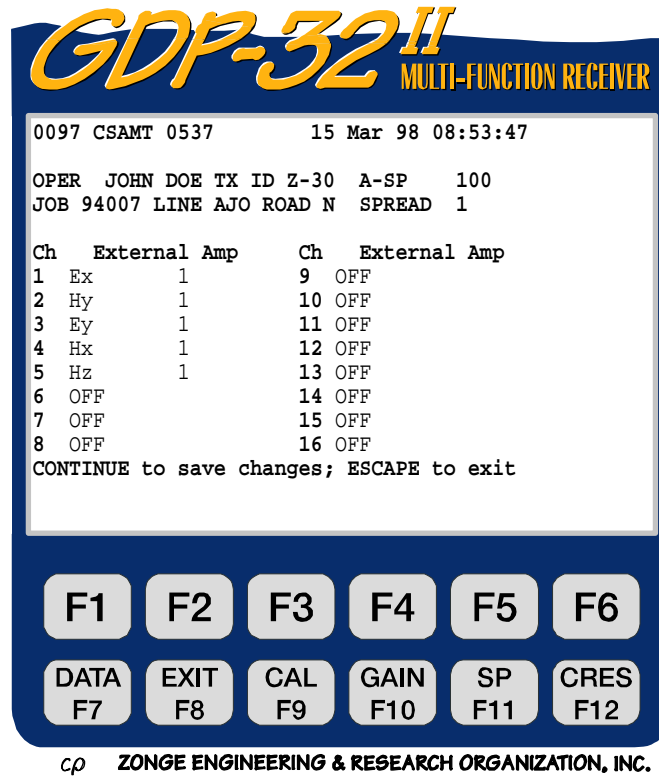 GDP-32 II
MULTI-FUNCTION RECEIVER
0097 CSAMT 0537 15 Mar 98 08:53:47
OPER JOHN DOE TX ID Z-30 A-SP 100
JOB 94007 LINE AJO ROAD N SPREAD 1
Ch External Amp Ch External Amp
1 Ex 1 9 OFF
2 Hy 1 10 OFF
3 Ey 1 11 OFF
4 Hx 1 12 OFF
5 Hz 1 13 OFF
6 OFF 14 OFF
7 OFF 15 OFF
8 OFF 16 OFF
CONTINUE to save changes; ESCAPE to exit
F1 F2 F3 F4 F5 F6
DATA EXIT CAL GAIN SP CRES
F7 F8 F9 F10 F11 F12
cρ ZONGE ENGINEERING & RESEARCH ORGANIZATION, INC.